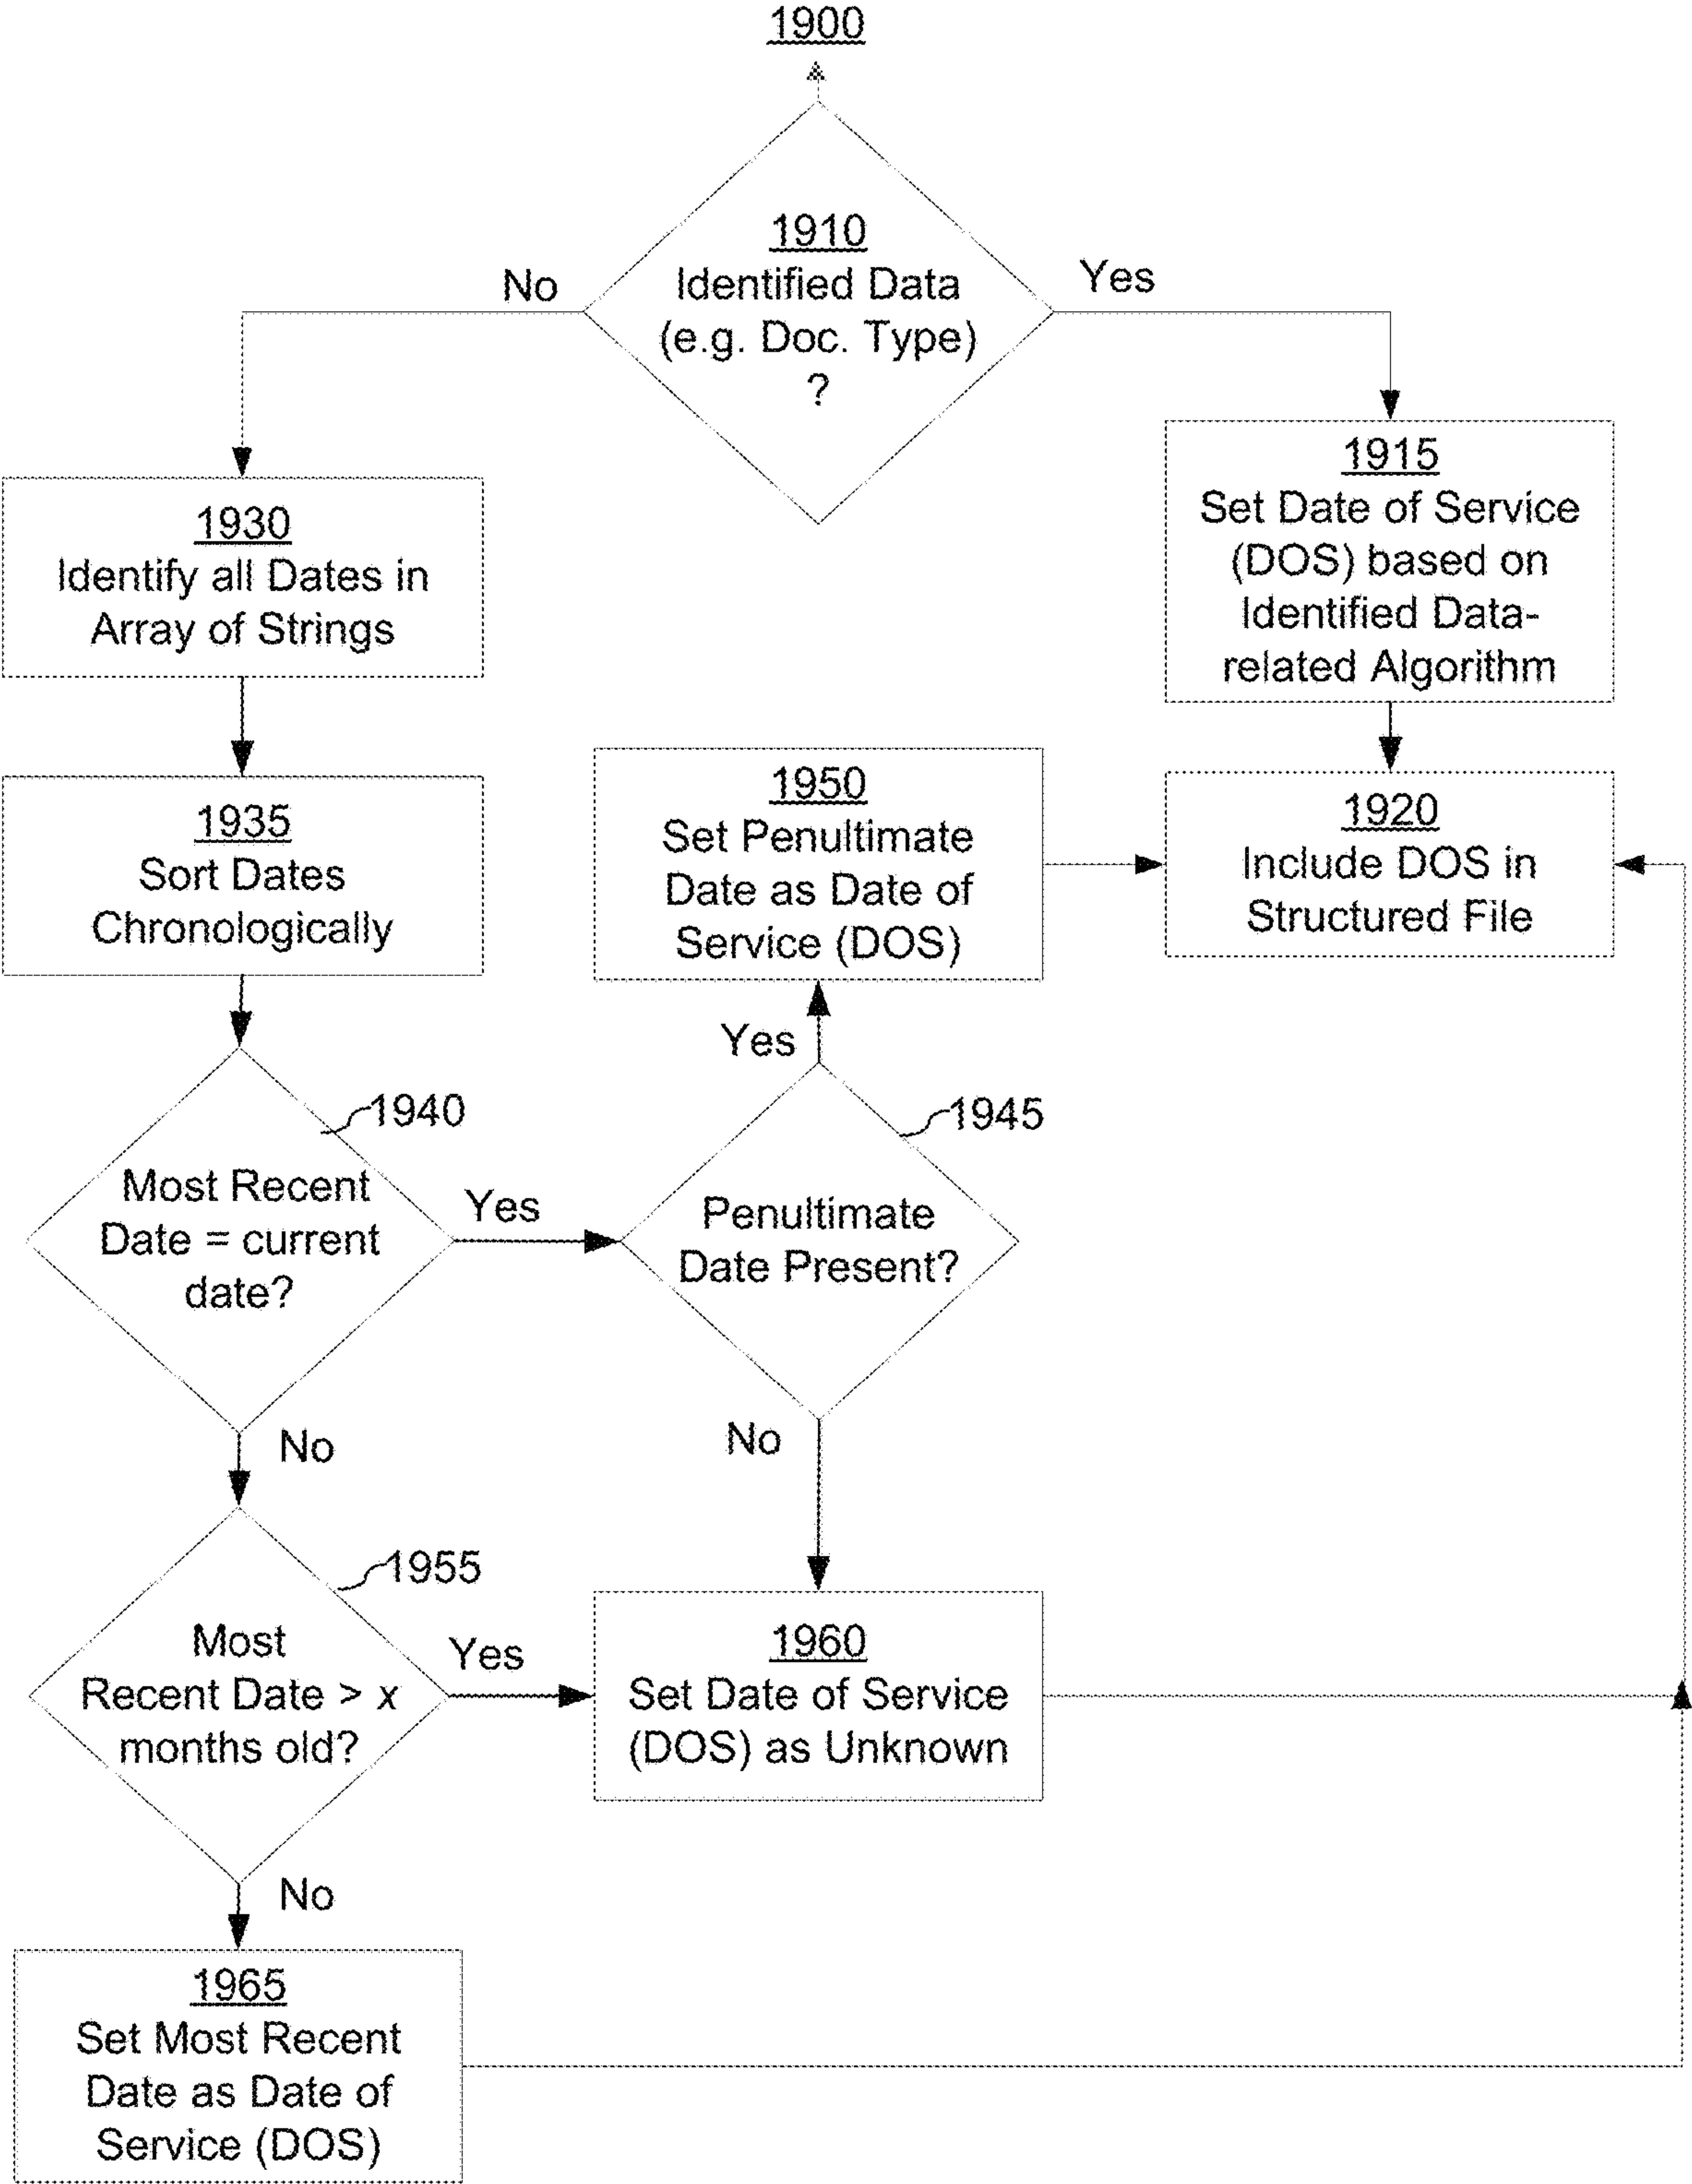 1900
1910
Identified Data
(e.g. Doc. Type)
?
No
Yes
1930
Identify all Dates in
Array of Strings
1915
Set Date of Service
(DOS) based on
Identified Data-
related Algorithm
1935
Sort Dates
Chronologically
1950
Set Penultimate
Date as Date of
Service (DOS)
1920
Include DOS in
Structured File
Yes
1940
Most Recent
Date = current
date?
Yes
1945
Penultimate
Date Present?
No
No
1955
Most
Recent Date > x
months old?
Yes
1960
Set Date of Service
(DOS) as Unknown
No
1965
Set Most Recent
Date as Date of
Service (DOS)